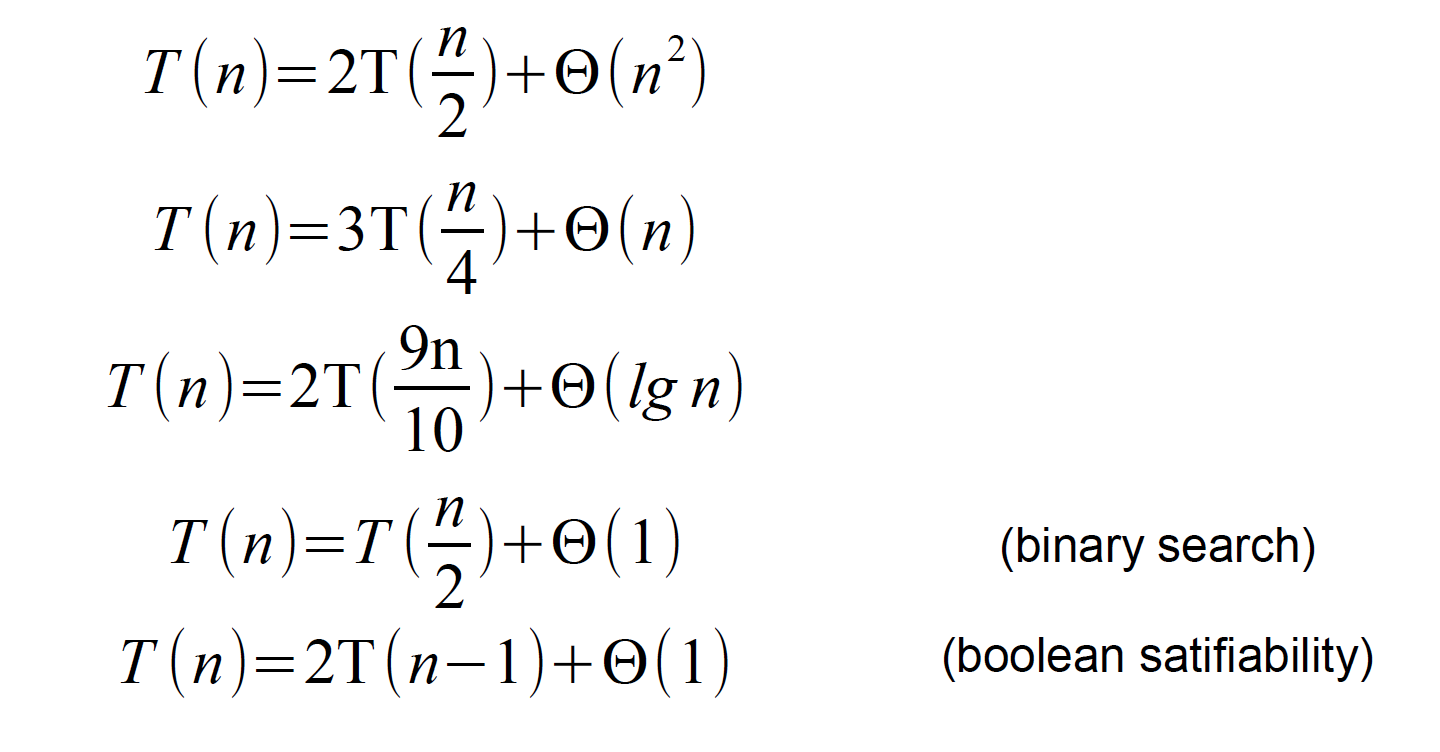 T(n)=2T(n/2)+Θ(n²)
T(n)=3T(n/4)+Θ(n)
T(n)=2T(9n/10)+Θ(lg n)
T(n)=T(n/2)+Θ(1) (binary search)
T(n)=2T(n−1)+Θ(1) (boolean satifiability)